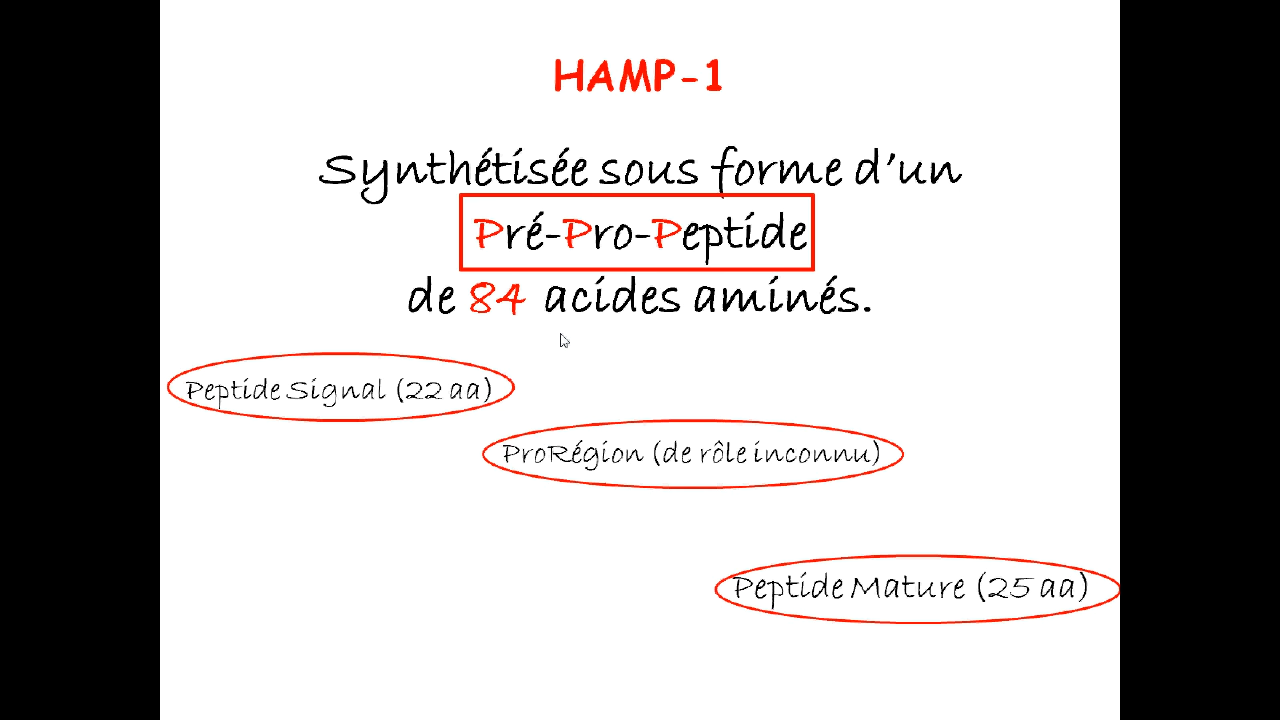 HAMP-1
Synthétisée sous forme d'un
Pré-Pro-Peptide
de 84 acides aminés.
Peptide Signal (22 aa)
ProRégion (de rôle inconnu)
Peptide Mature (25 aa)